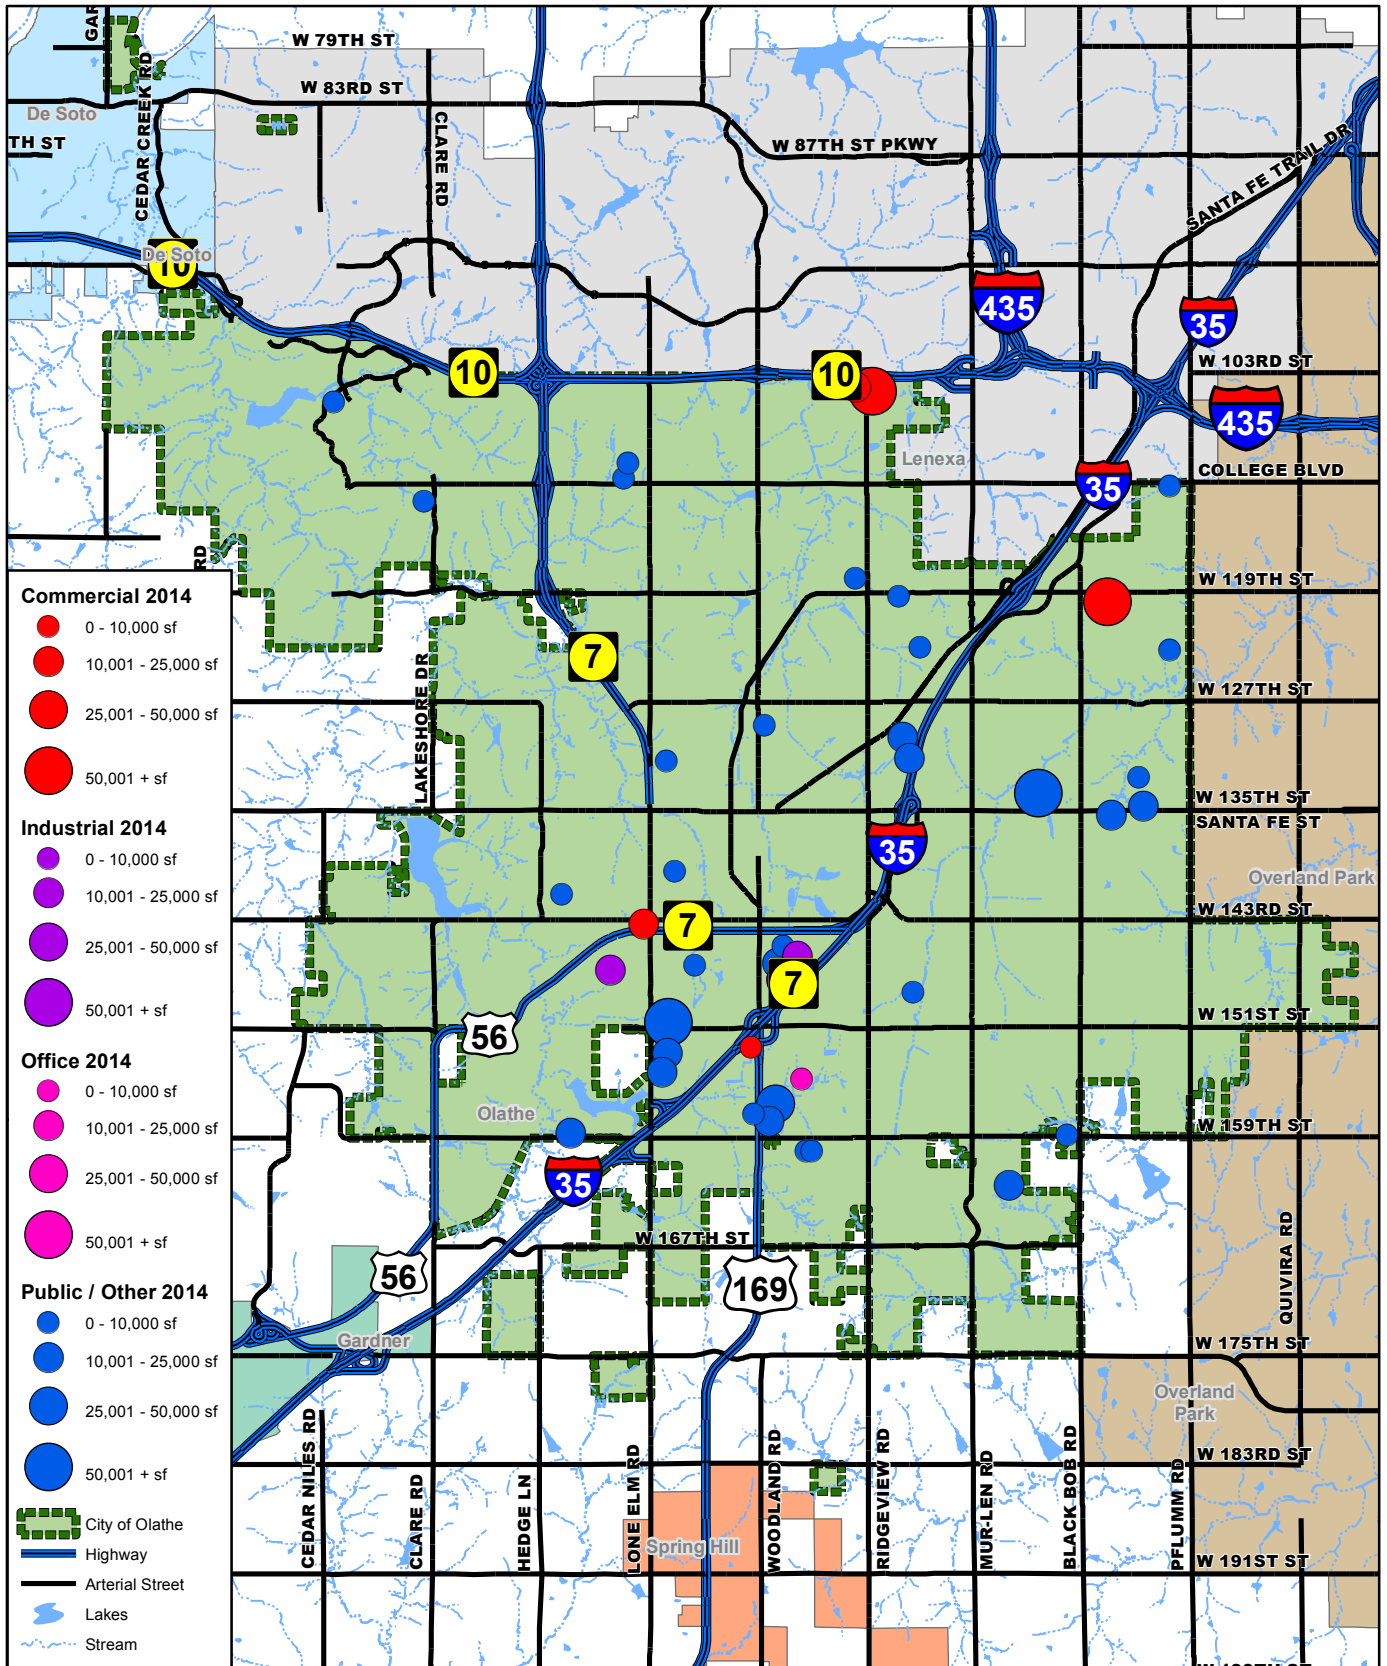 GAR
W 79TH ST
CEDAR CREEK RD
W 83RD ST
De Soto
CLARE RD
TH ST
W 87TH ST PKWY
SANTA FE TRAIL DR
10
De Soto
435
35
W 103RD ST
10
10
435
Lenexa
COLLEGE BLVD
35
RD
W 119TH ST
7
LAKESHORE DR
W 127TH ST
W 135TH ST
SANTA FE ST
35
Overland Park
W 143RD ST
7
7
56
W 151ST ST
Olathe
W 159TH ST
35
W 167TH ST
QUIVIRA RD
56
169
Gardner
W 175TH ST
Overland
Park
W 183RD ST
CEDAR NILES RD
CLARE RD
HEDGE LN
LONE ELM RD
WOODLAND RD
RIDGEVIEW RD
MUR-LEN RD
BLACK BOB RD
PFLUMM RD
Spring Hill
W 191ST ST
Commercial 2014
0 - 10,000 sf
10,001 - 25,000 sf
25,001 - 50,000 sf
50,001 + sf
Industrial 2014
0 - 10,000 sf
10,001 - 25,000 sf
25,001 - 50,000 sf
50,001 + sf
Office 2014
0 - 10,000 sf
10,001 - 25,000 sf
25,001 - 50,000 sf
50,001 + sf
Public / Other 2014
0 - 10,000 sf
10,001 - 25,000 sf
25,001 - 50,000 sf
50,001 + sf
City of Olathe
Highway
Arterial Street
Lakes
Stream